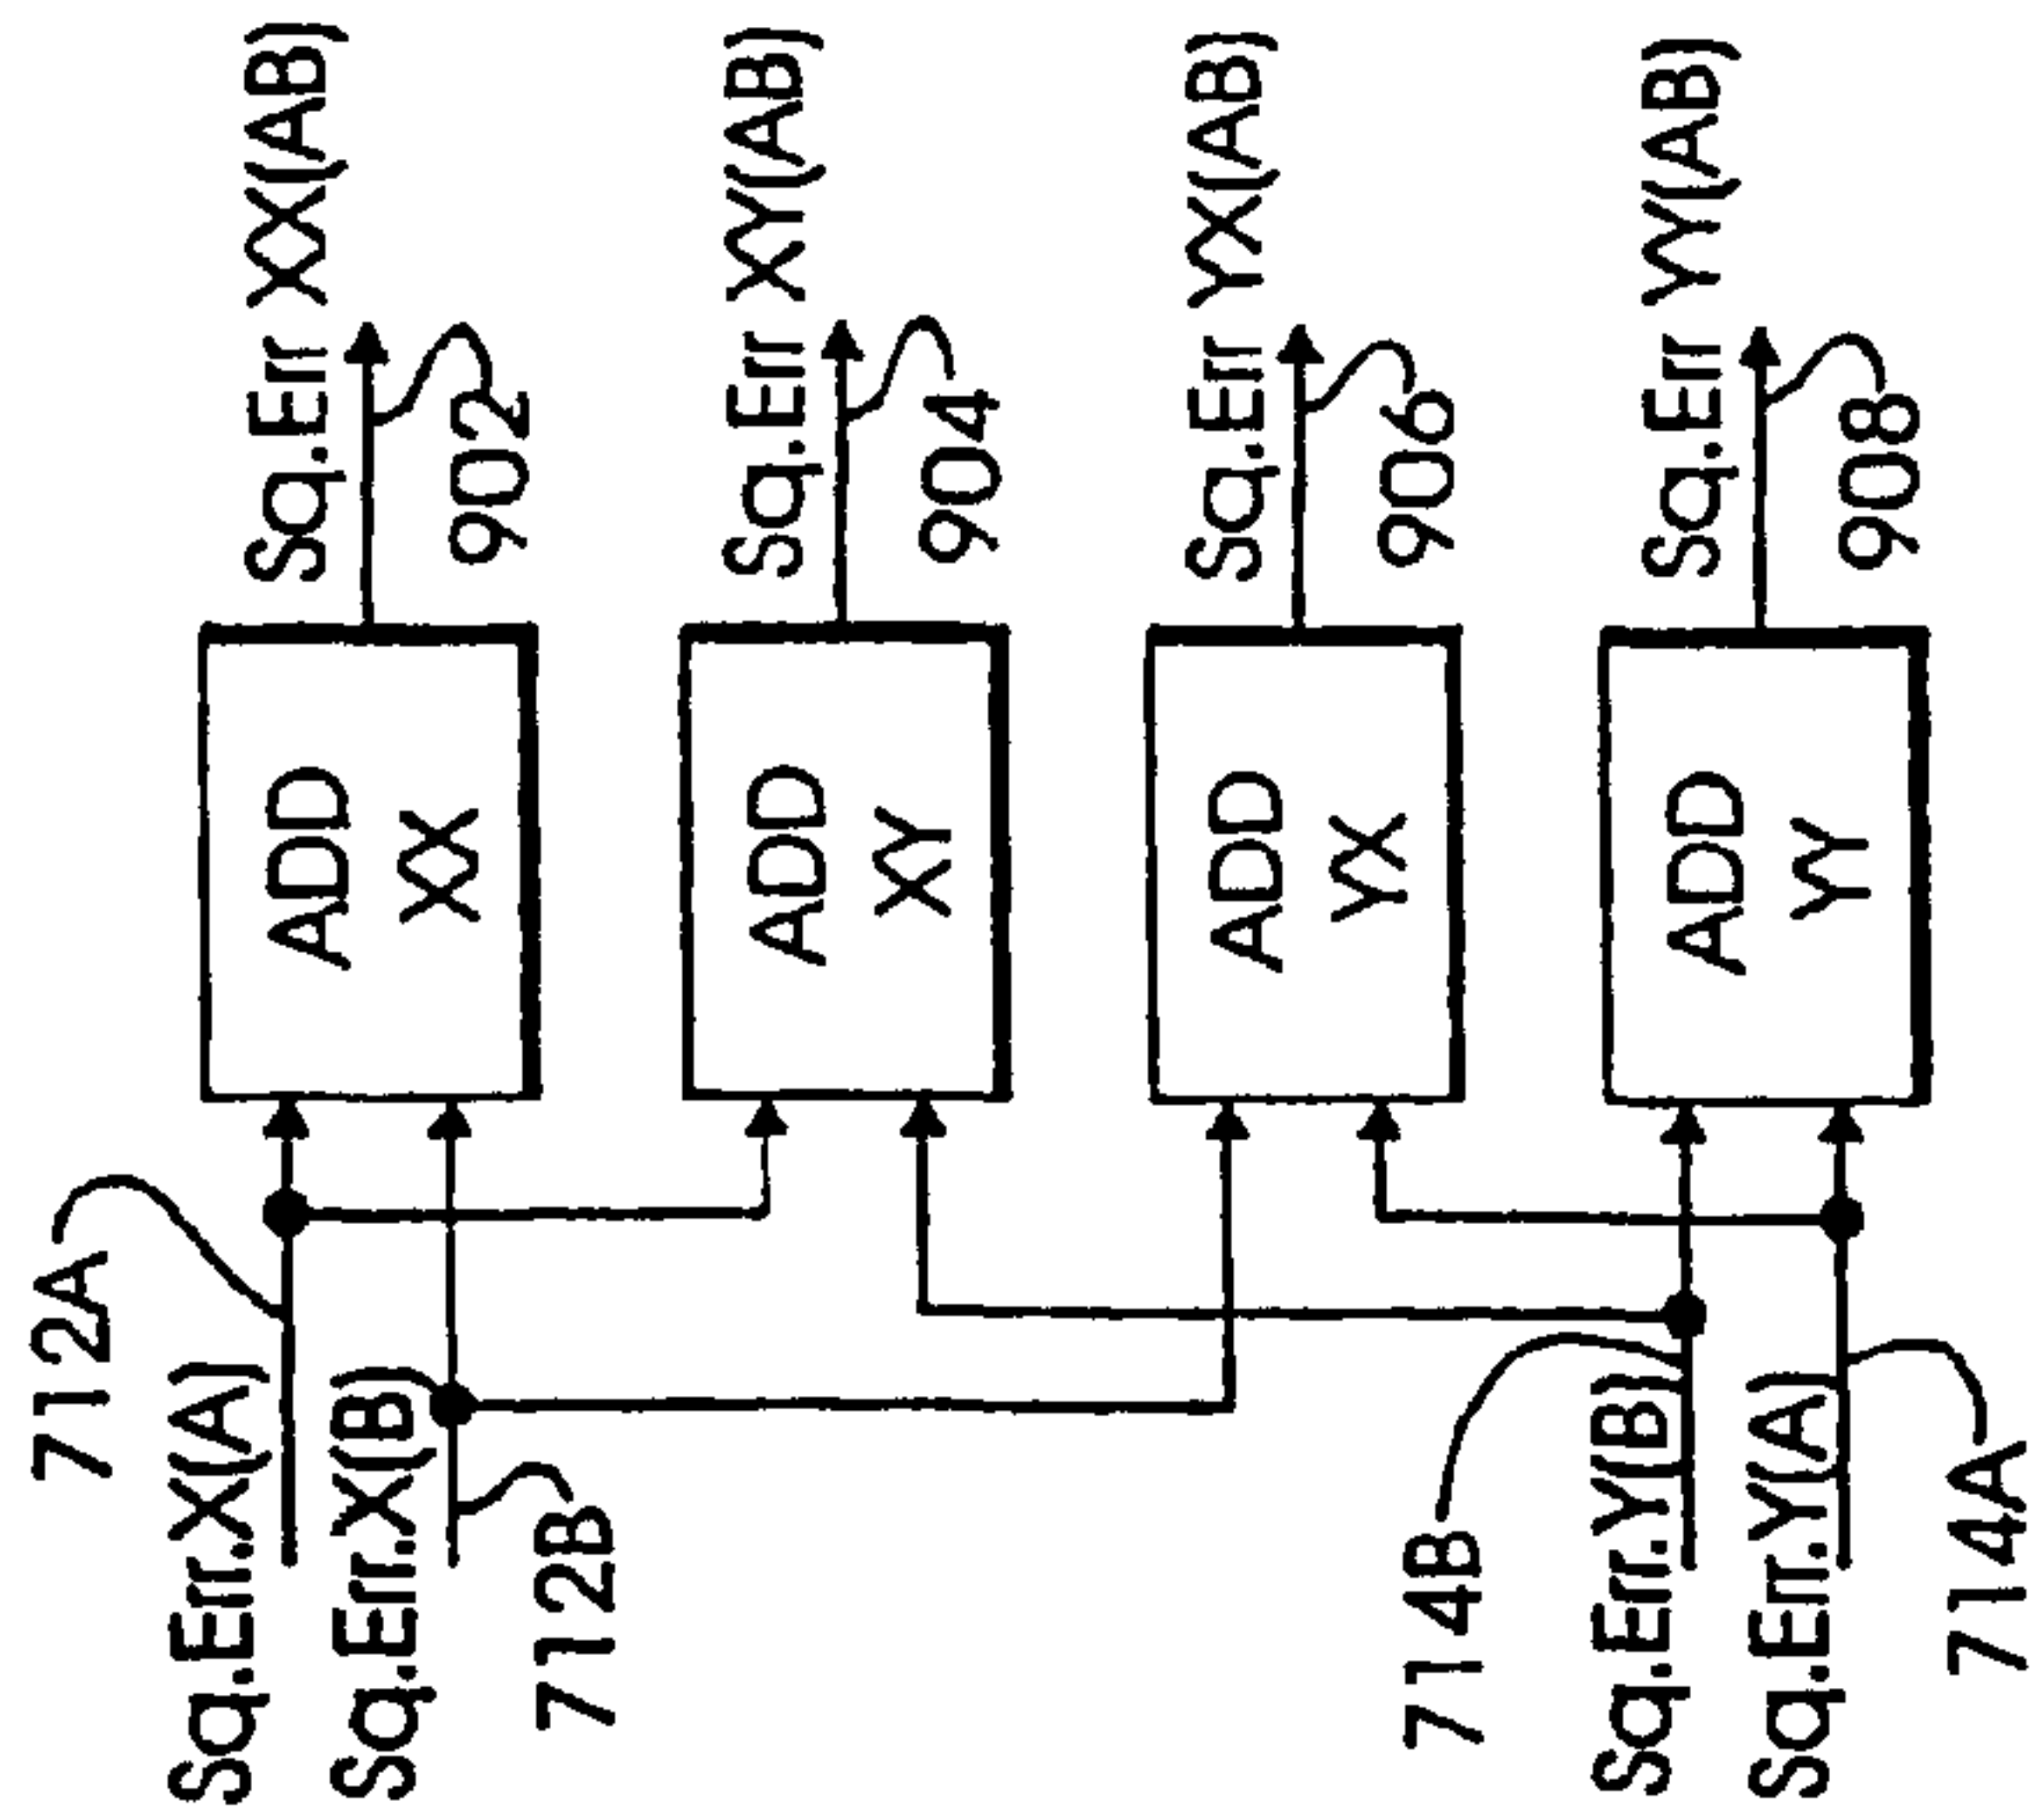 712A
Sq.Err.X(A)
Sq.Err.X(B)
712B
714B
Sq.Err.Y(B)
Sq.Err.Y(A)
714A
ADD
XX
ADD
XY
ADD
YX
ADD
YY
Sq.Err XX(AB)
902
Sq.Err XY(AB)
904
Sq.Err YX(AB)
906
Sq.Err YY(AB)
908